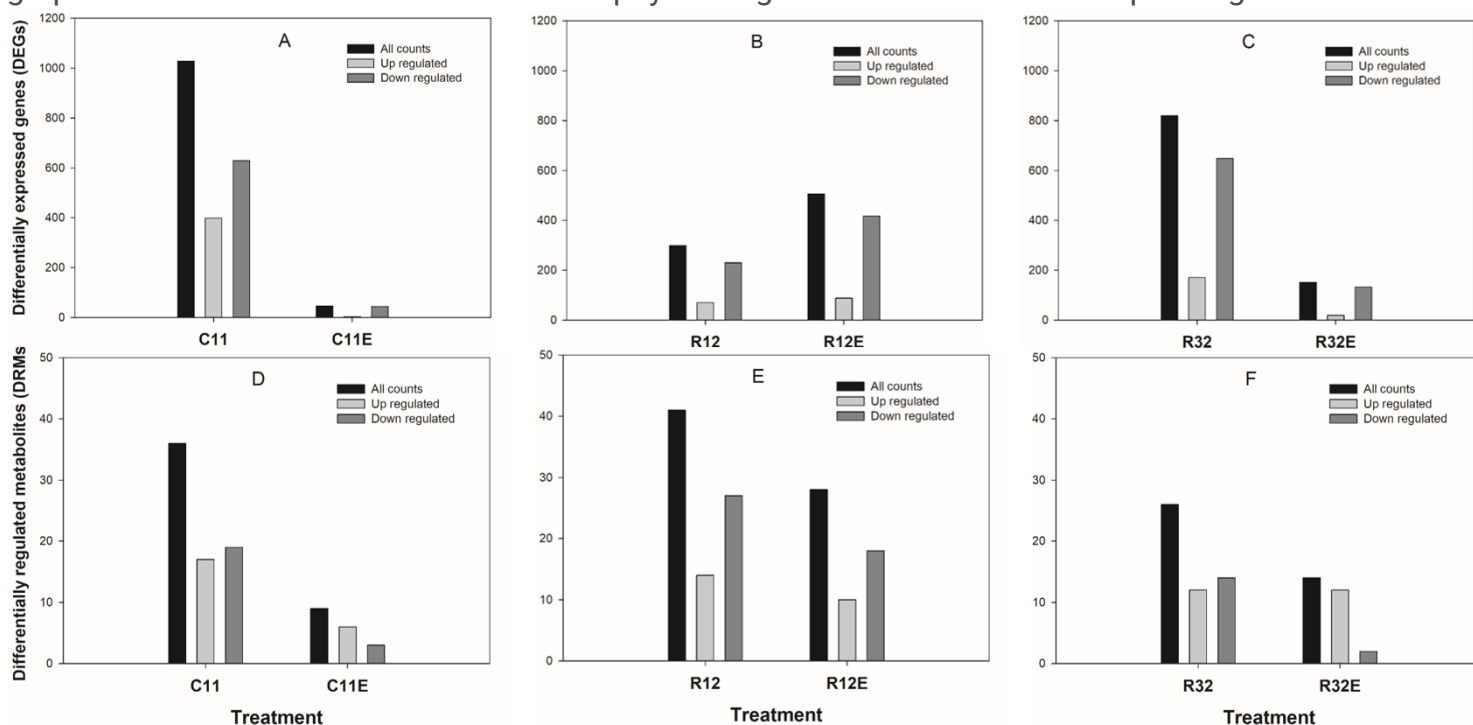 A
B
C
All counts
Up regulated
Down regulated
All counts
Up regulated
Down regulated
All counts
Up regulated
Down regulated
Differentially expressed genes (DEGs)
1200
1000
800
600
400
200
0
1200
1000
800
600
400
200
0
1200
1000
800
600
400
200
0
C11 C11E
R12 R12E
R32 R32E
D
E
F
All counts
Up regulated
Down regulated
All counts
Up regulated
Down regulated
All counts
Up regulated
Down regulated
Differentially regulated metabolites (DRMs
50
40
30
20
10
0
50
40
30
20
10
0
50
40
30
20
10
0
C11 C11E
R12 R12E
R32 R32E
Treatment
Treatment
Treatment